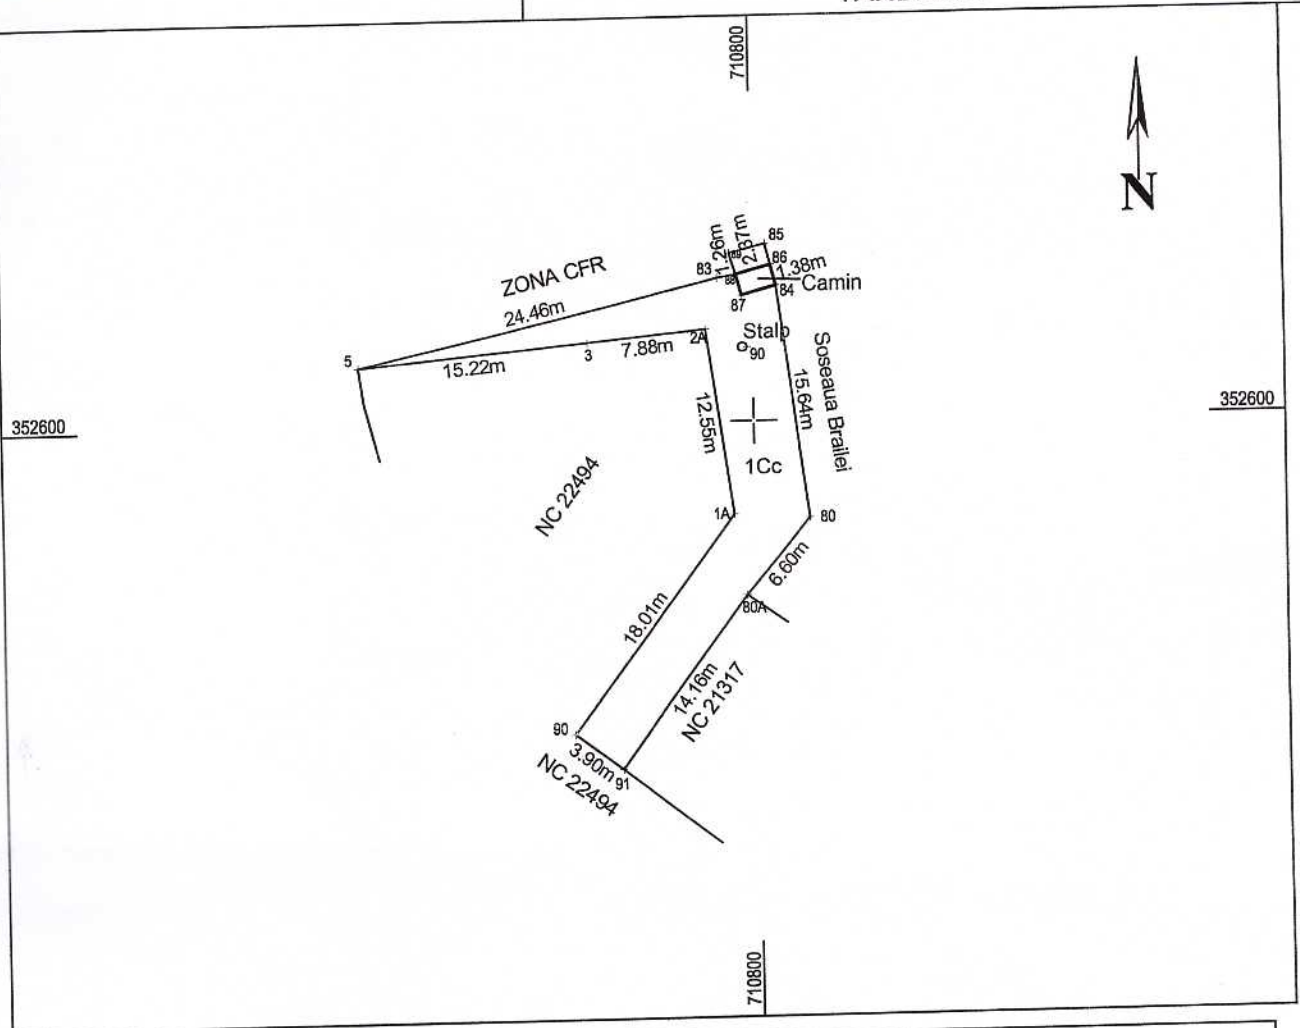 710800
N
85
1.26m
2.37m
83
86
1.38m
88
Camin
84
87
ZONA CFR
24.46m
Stalp
90
2A
7.88m
3
15.22m
5
Soseaua Brailei
15.64m
12.55m
352600
352600
1Cc
NC 22494
1A
80
6.60m
80A
18.01m
14.16m
NC 21317
90
3.90m
91
NC 22494
710800